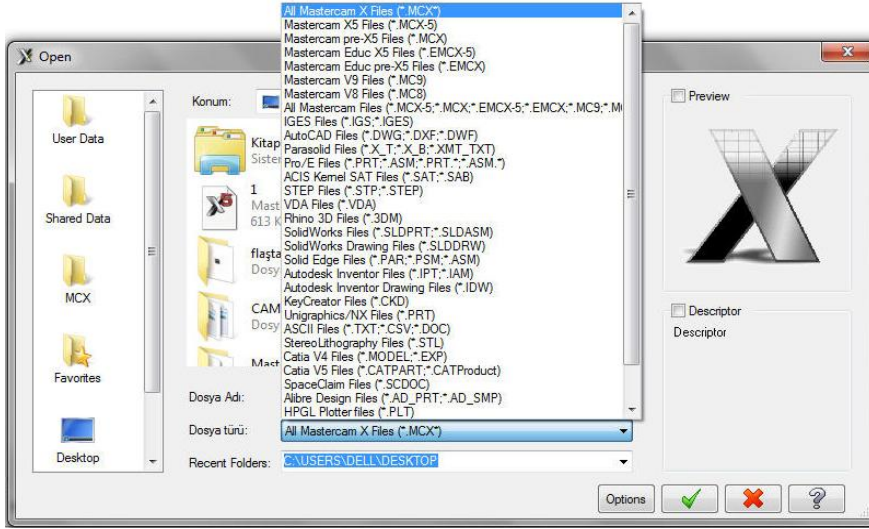 Open
User Data
Shared Data
MCX
Favorites
Desktop
Konum:
Kitap
Siste
1
Mast
613 K
flaşta
Dosy
CAM
Dosy
Mast
Dosya Adı:
Dosya türü:
Recent Folders:
All Mastercam X Files (*.MCX*)
Mastercam X5 Files (*.MCX-5)
Mastercam pre-X5 Files (*.MCX)
Mastercam Educ X5 Files (*.EMCX-5)
Mastercam Educ pre-X5 Files (*.EMCX)
Mastercam V9 Files (*.MC9)
Mastercam V8 Files (*.MC8)
All Mastercam Files (*.MCX-5;*.MCX;*.EMCX-5;*.EMCX;*.MC9;*.M
IGES Files (*.IGS;*.IGES)
AutoCAD Files (*.DWG;*.DXF;*.DWF)
Parasolid Files (*.X_T;*.X_B;*.XMT_TXT)
Pro/E Files (*.PRT;*.ASM;*.PRT.*;*.ASM.*)
ACIS Kernel SAT Files (*.SAT;*.SAB)
STEP Files (*.STP;*.STEP)
VDA Files (*.VDA)
Rhino 3D Files (*.3DM)
SolidWorks Files (*.SLDPRT;*.SLDASM)
SolidWorks Drawing Files (*.SLDDRW)
Solid Edge Files (*.PAR;*.PSM;*.ASM)
Autodesk Inventor Files (*.IPT;*.IAM)
Autodesk Inventor Drawing Files (*.IDW)
KeyCreator Files (*.CKD)
Unigraphics/NX Files (*.PRT)
ASCII Files (*.TXT;*.CSV;*.DOC)
StereoLithography Files (*.STL)
Catia V4 Files (*.MODEL;*.EXP)
Catia V5 Files (*.CATPART;*.CATProduct)
SpaceClaim Files (*.SCDOC)
Alibre Design Files (*.AD_PRT;*.AD_SMP)
HPGL Plotter files (*.PLT)
All Mastercam X Files (*.MCX*)
C:\USERS\DELL\DESKTOP
Preview
Descriptor
Descriptor
Options